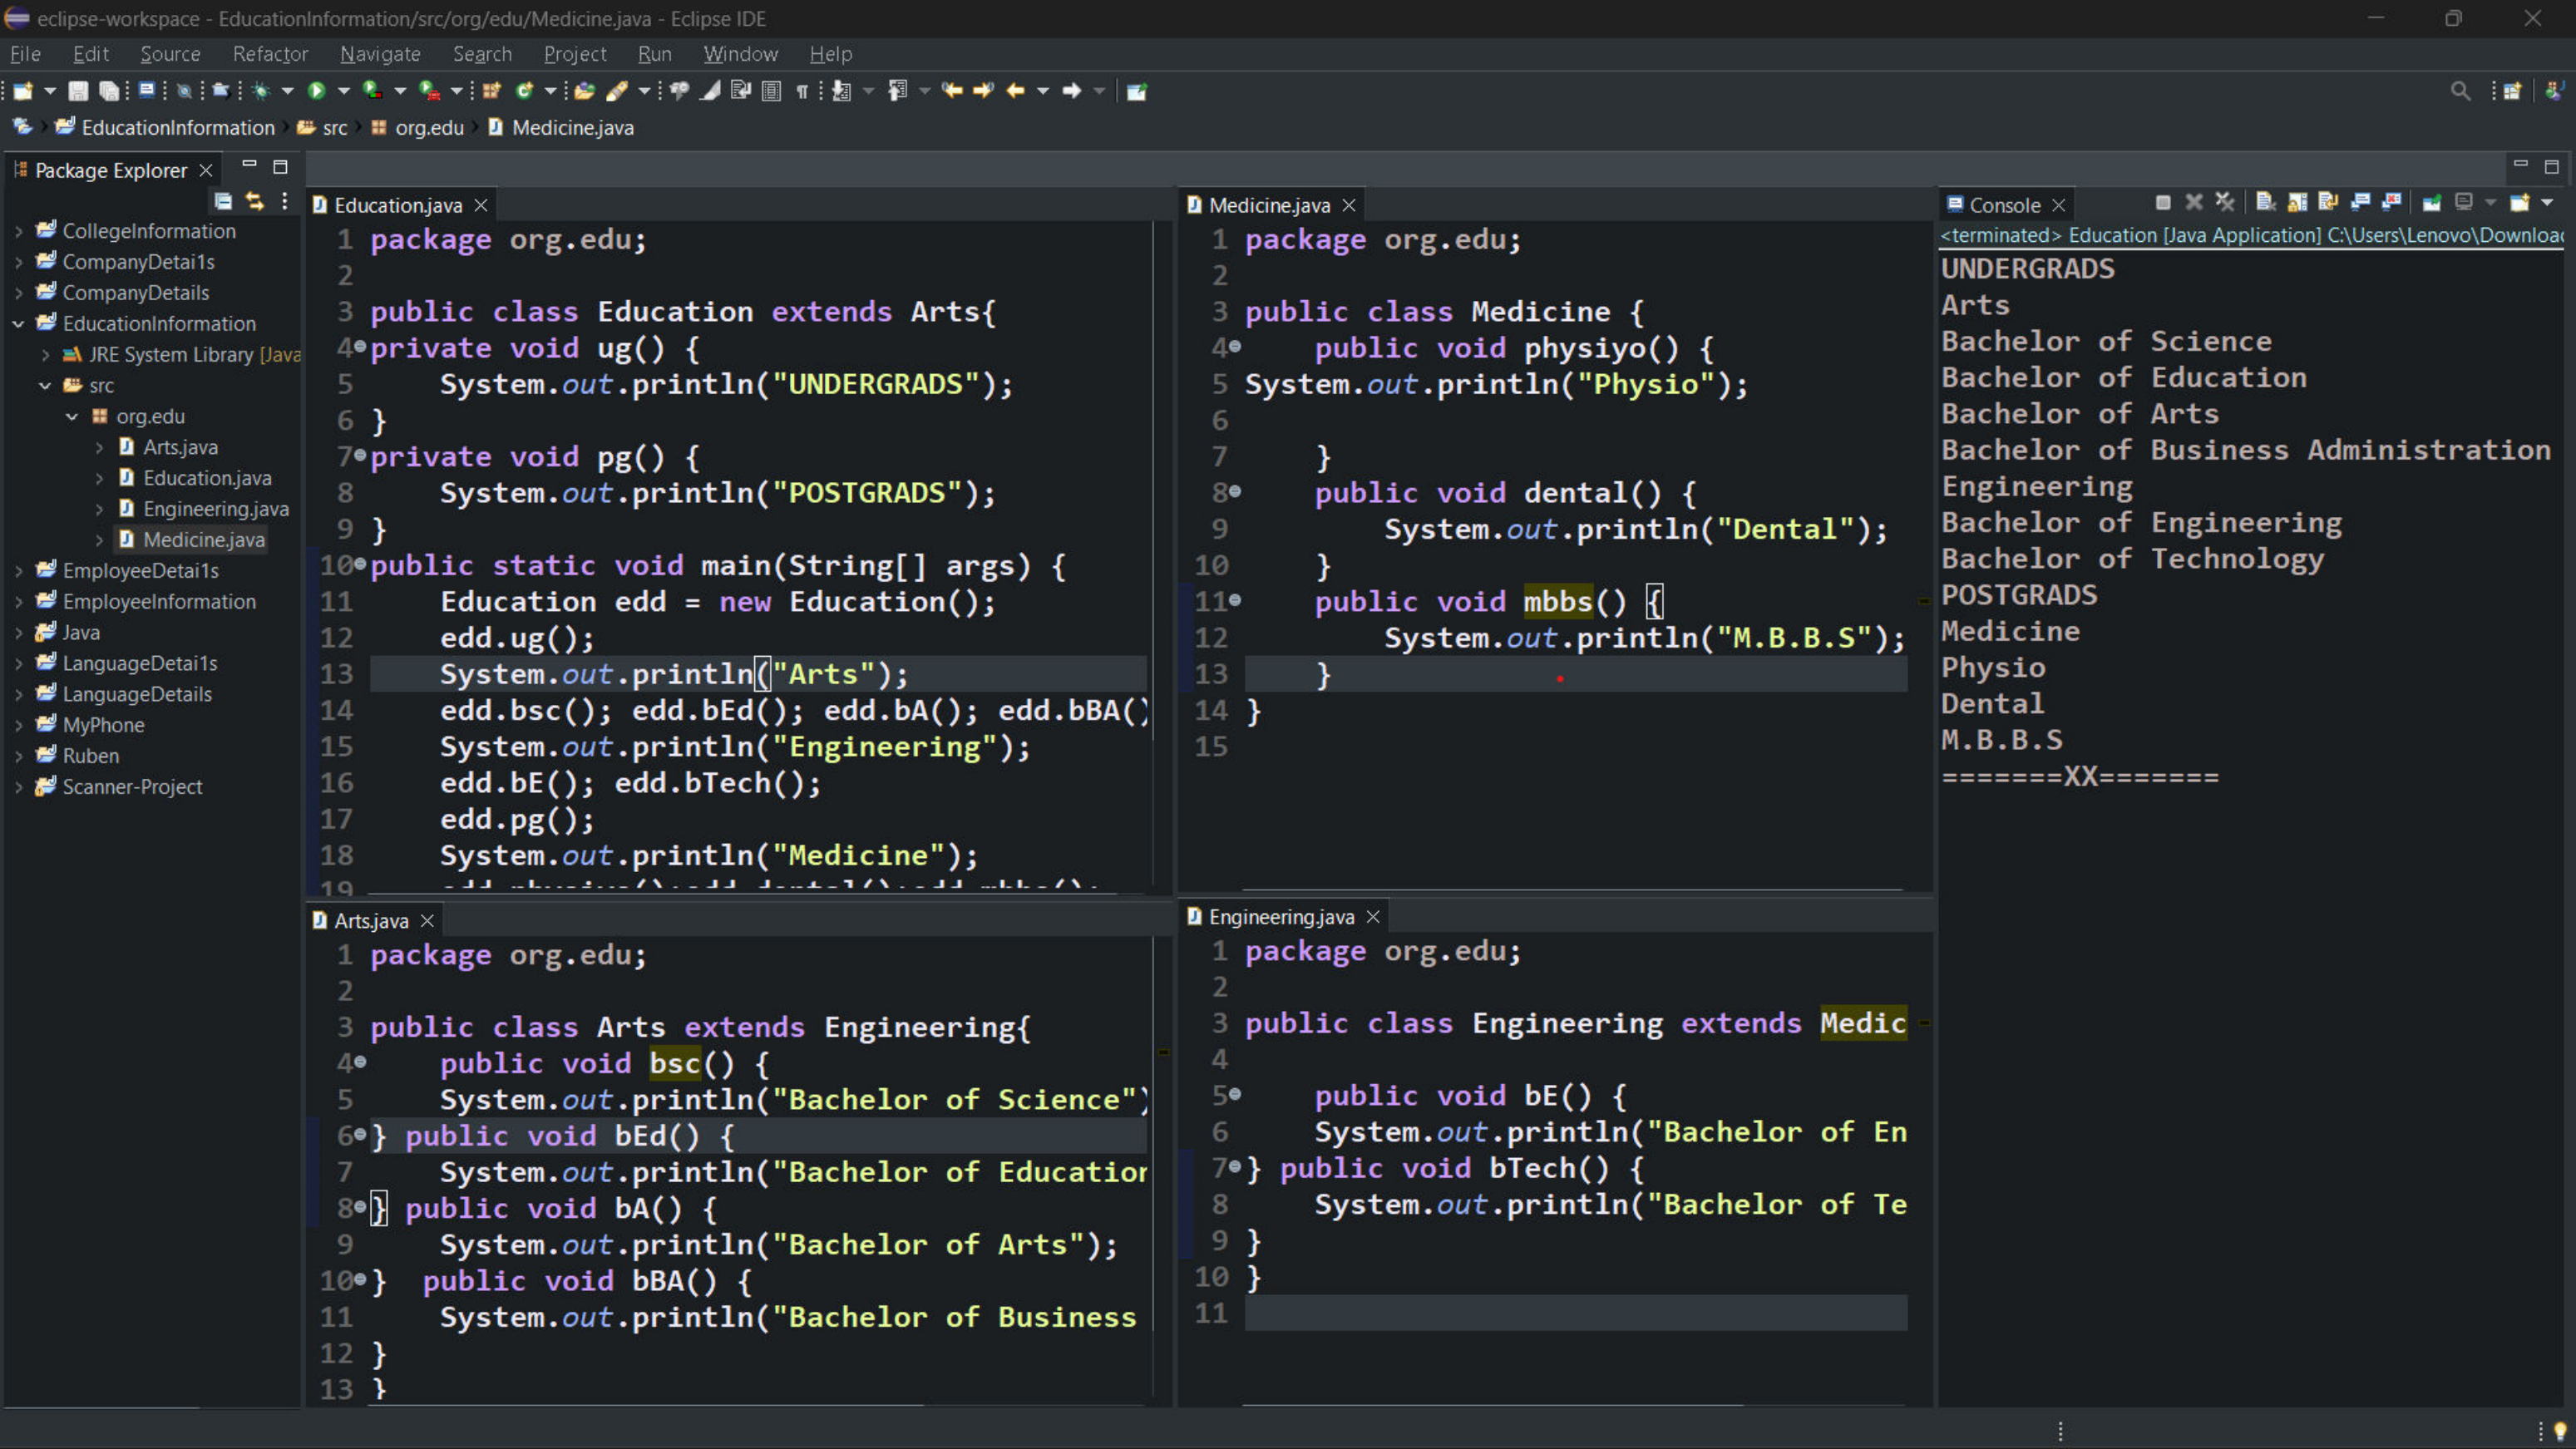 eclipse-workspace - EducationInformation/src/org/edu/Medicine.java - Eclipse IDE
File Edit Source Refactor Navigate Search Project Run Window Help
EducationInformation src org.edu Medicine.java
Package Explorer
CollegeInformation
CompanyDetai1s
CompanyDetails
EducationInformation
JRE System Library [Java
src
org.edu
Arts.java
Education.java
Engineering.java
Medicine.java
EmployeeDetai1s
EmployeeInformation
Java
LanguageDetai1s
LanguageDetails
MyPhone
Ruben
Scanner-Project
Education.java
1 package org.edu;
2
3 public class Education extends Arts{
4 private void ug() {
5 System.out.println("UNDERGRADS");
6 }
7 private void pg() {
8 System.out.println("POSTGRADS");
9 }
10 public static void main(String[] args) {
11 Education edd = new Education();
12 edd.ug();
13 System.out.println("Arts");
14 edd.bsc(); edd.bEd(); edd.bA(); edd.bBA()
15 System.out.println("Engineering");
16 edd.bE(); edd.bTech();
17 edd.pg();
18 System.out.println("Medicine");
19
Medicine.java
1 package org.edu;
2
3 public class Medicine {
4 public void physiyo() {
5 System.out.println("Physio");
6
7 }
8 public void dental() {
9 System.out.println("Dental");
10 }
11 public void mbbs() {
12 System.out.println("M.B.B.S");
13 }
14 }
15
Console
<terminated> Education [Java Application] C:\Users\Lenovo\Downloa
UNDERGRADS
Arts
Bachelor of Science
Bachelor of Education
Bachelor of Arts
Bachelor of Business Administration
Engineering
Bachelor of Engineering
Bachelor of Technology
POSTGRADS
Medicine
Physio
Dental
M.B.B.S
=======XX=======
Arts.java
1 package org.edu;
2
3 public class Arts extends Engineering{
4 public void bsc() {
5 System.out.println("Bachelor of Science")
6 } public void bEd() {
7 System.out.println("Bachelor of Education
8 } public void bA() {
9 System.out.println("Bachelor of Arts");
10 } public void bBA() {
11 System.out.println("Bachelor of Business
12 }
13 }
Engineering.java
1 package org.edu;
2
3 public class Engineering extends Medic
4
5 public void bE() {
6 System.out.println("Bachelor of En
7 } public void bTech() {
8 System.out.println("Bachelor of Te
9 }
10 }
11